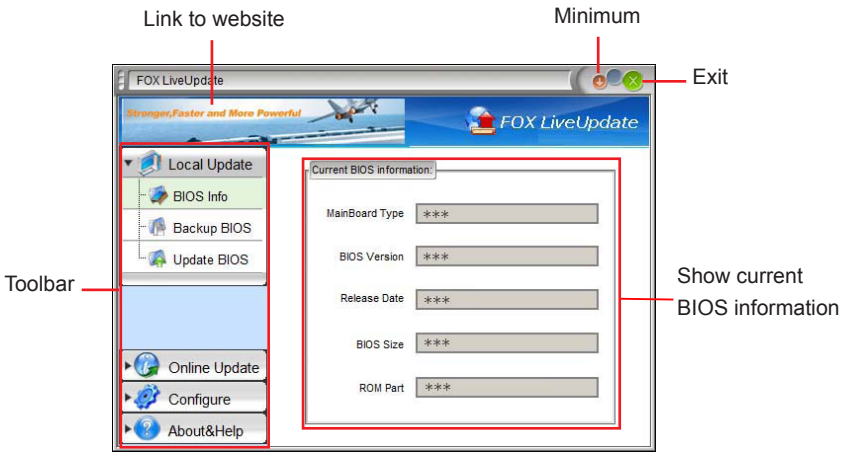 Link to website
Minimum
FOX LiveUpdate
Exit
Stronger,Faster and More Powerful
FOX LiveUpdate
Local Update
Current BIOS information:
BIOS Info
MainBoard Type ***
Backup BIOS
BIOS Version ***
Update BIOS
Toolbar
Release Date ***
Show current
BIOS information
BIOS Size ***
Online Update
ROM Part ***
Configure
About&Help